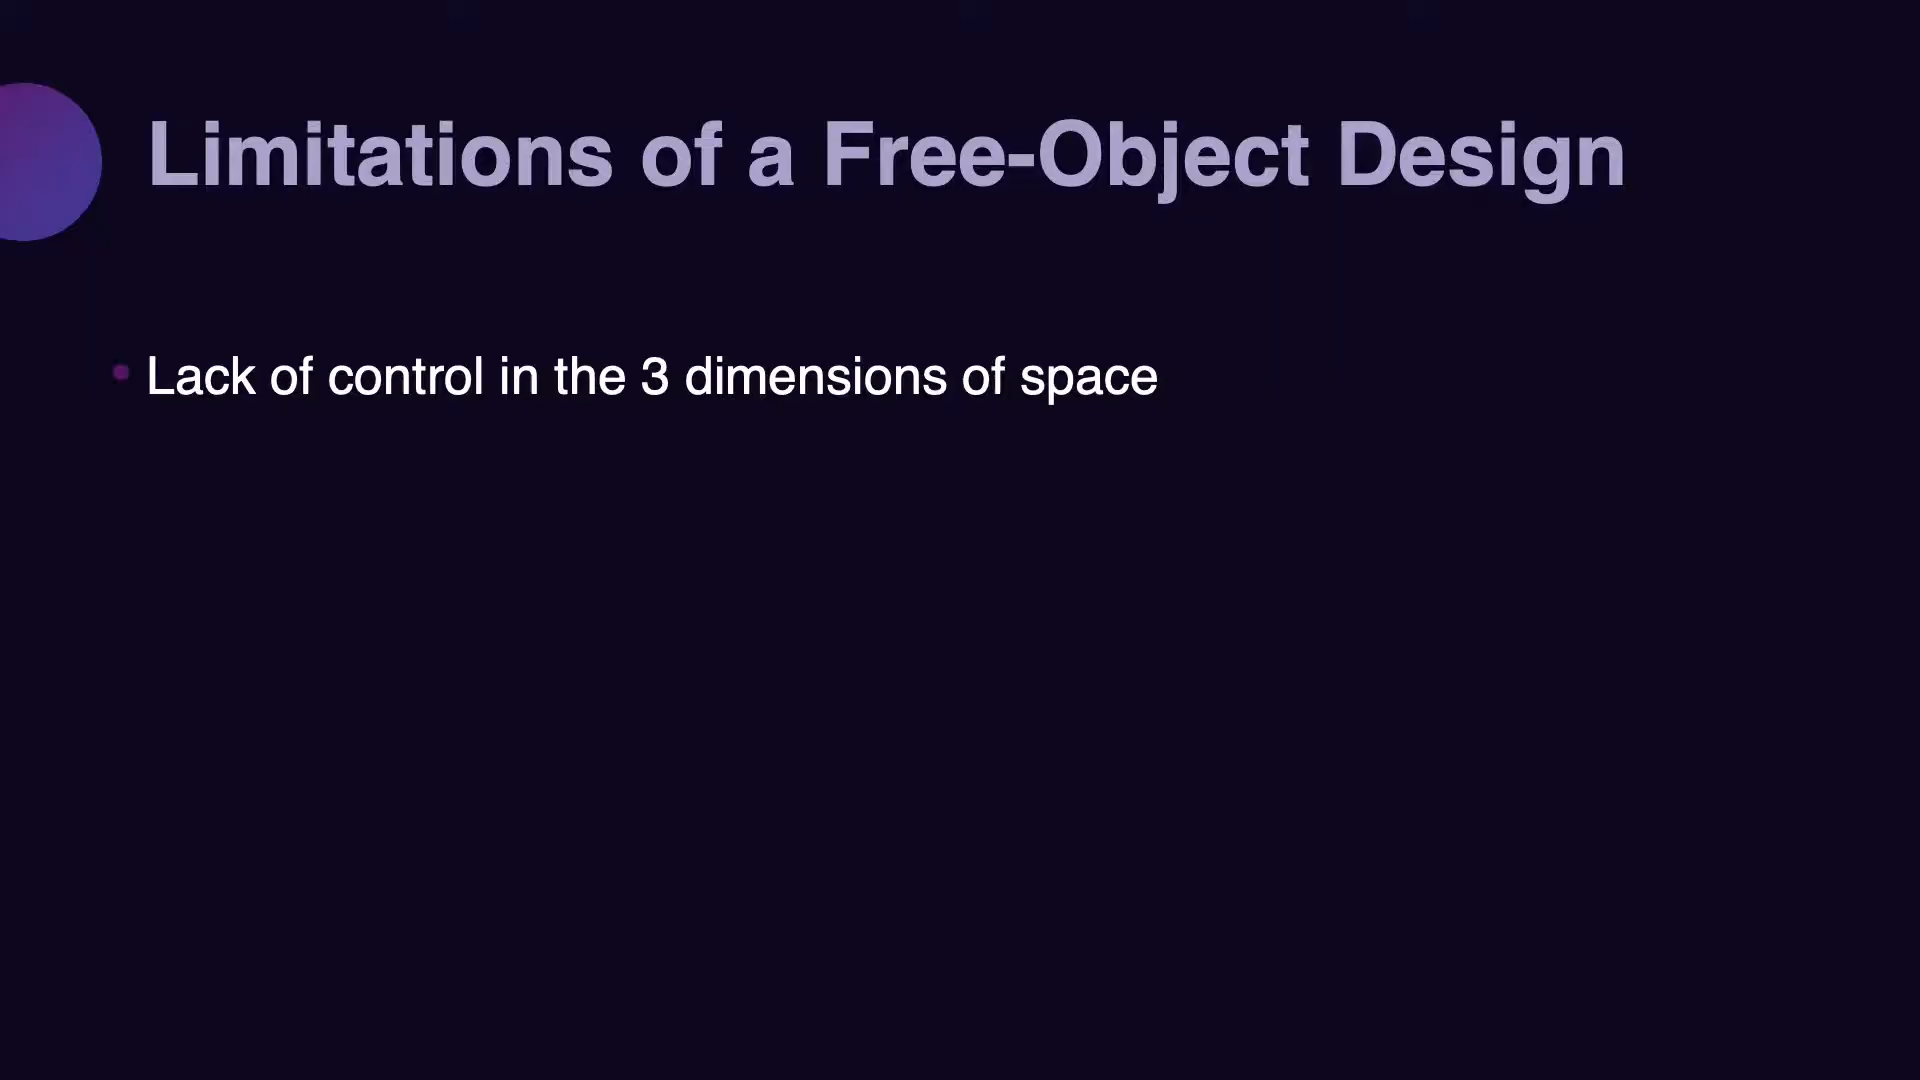 Limitations of a Free-Object Design
Lack of control in the 3 dimensions of space